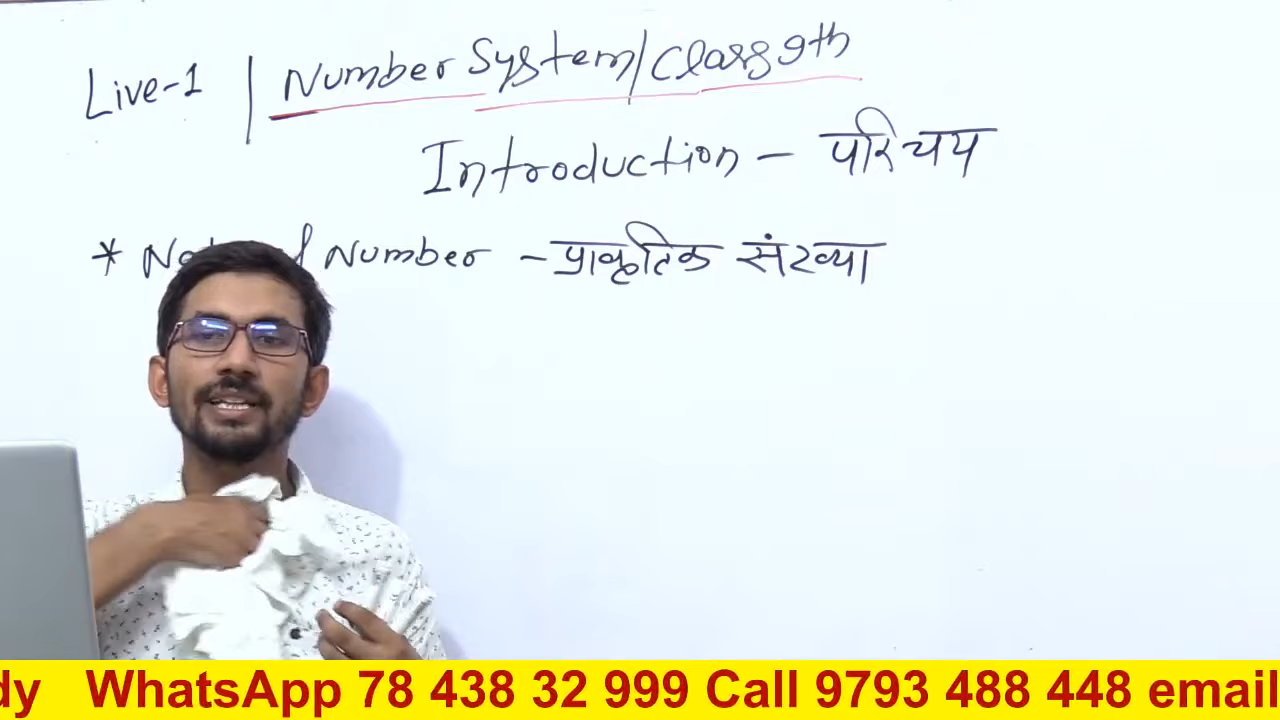 Live-1 | Number System/Class 9th
Introduction – परिचय
* Number – प्राकृतिक संख्या
dy WhatsApp 78 438 32 999 Call 9793 488 448 email